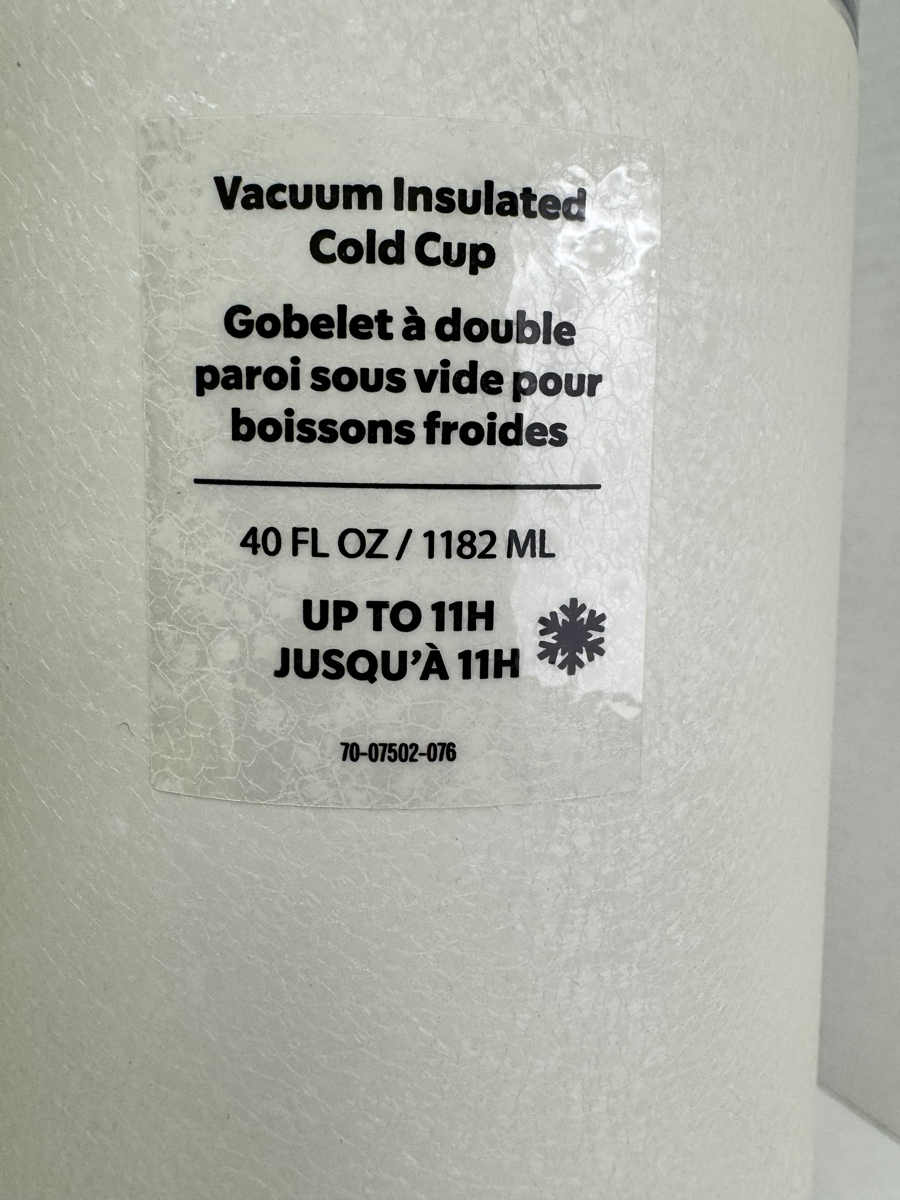 Vacuum Insulated
Cold Cup
Gobelet à double
paroi sous vide pour
boissons froides
40 FL OZ / 1182 ML
UP TO 11H
JUSQU’À 11H
70-07502-076